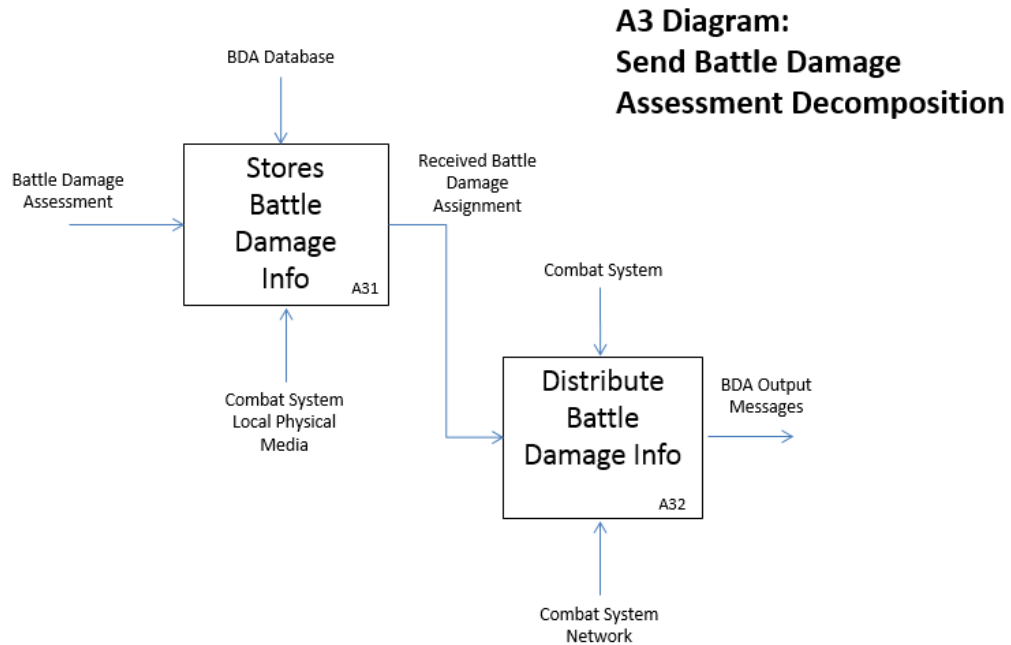 A3 Diagram:
Send Battle Damage
Assessment Decomposition
BDA Database
Battle Damage
Assessment
Stores
Battle
Damage
Info
A31
Received Battle
Damage
Assignment
Combat System
Local Physical
Media
Combat System
Distribute
Battle
Damage Info
A32
BDA Output
Messages
Combat System
Network